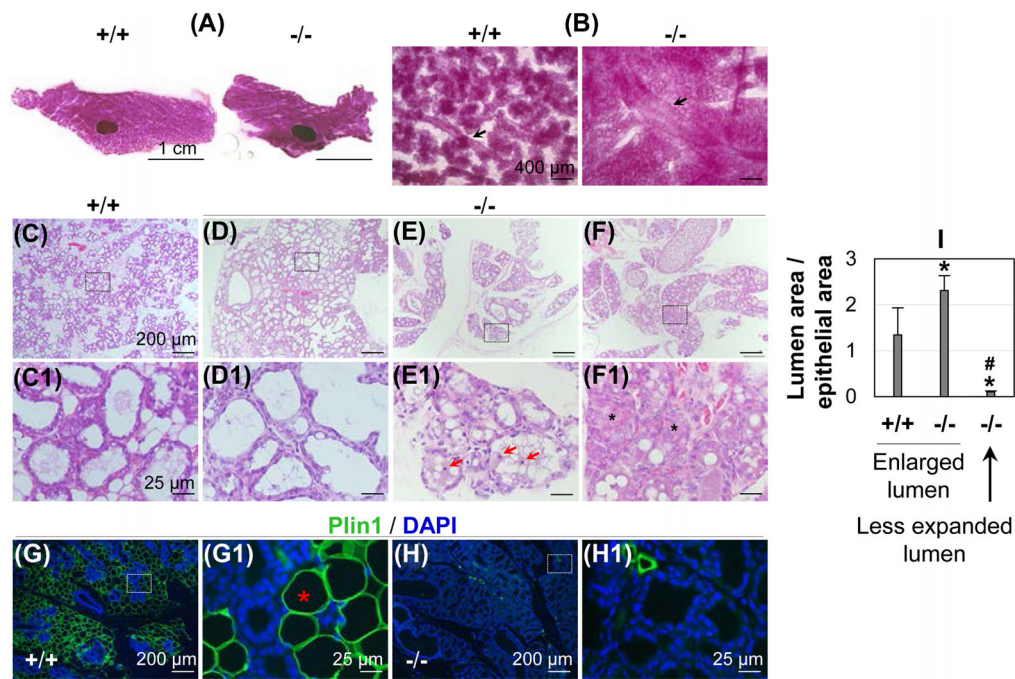 (A)
+/+ -/-
1 cm
(B)
+/+ -/-
400 µm
+/+ -/-
(C) (D) (E) (F)
200 µm
(C1) (D1) (E1) (F1)
* *
25 µm
Plin1 / DAPI
(G) (G1) (H) (H1)
*
+/+ 200 µm 25 µm -/- 200 µm 25 µm
I
Lumen area /
epithelial area
3
2
1
0
*
#
*
+/+ -/- -/-
Enlarged
lumen
Less expanded
lumen